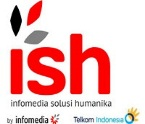 ish
infomedia solusi humanika
by infomedia Telkom Indonesia